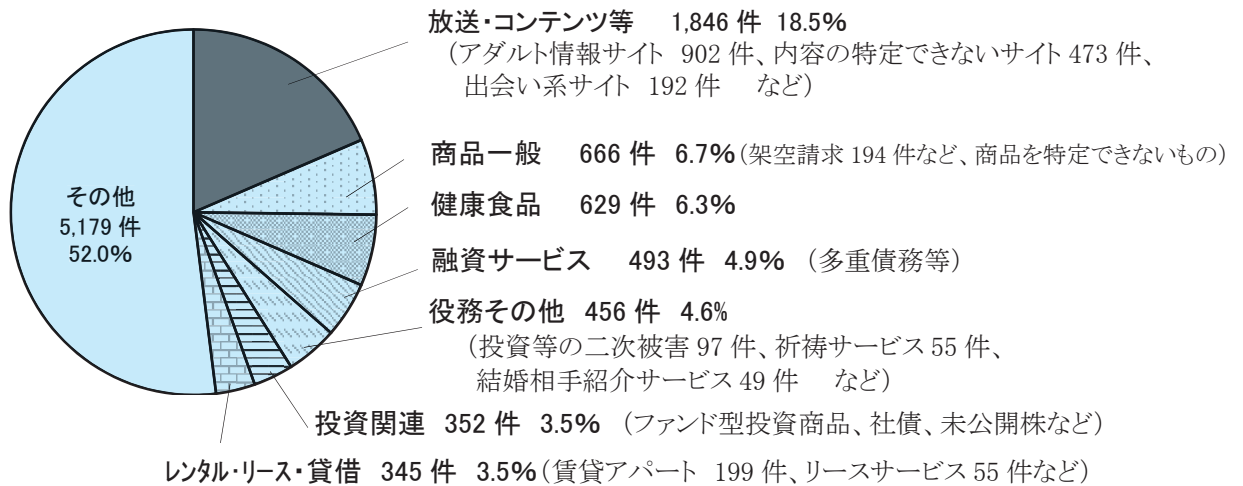 放送・コンテンツ等 1,846 件 18.5%
（アダルト情報サイト 902 件、内容の特定できないサイト 473 件、
出会い系サイト 192 件 など）
商品一般 666 件 6.7%（架空請求 194 件など、商品を特定できないもの）
その他
5,179 件
52.0%
健康食品 629 件 6.3%
融資サービス 493 件 4.9% （多重債務等）
役務その他 456 件 4.6%
（投資等の二次被害 97 件、祈祷サービス 55 件、
結婚相手紹介サービス 49 件 など）
投資関連 352 件 3.5% （ファンド型投資商品、社債、未公開株など）
レンタル・リース・貸借 345 件 3.5%（賃貸アパート 199 件、リースサービス 55 件など）